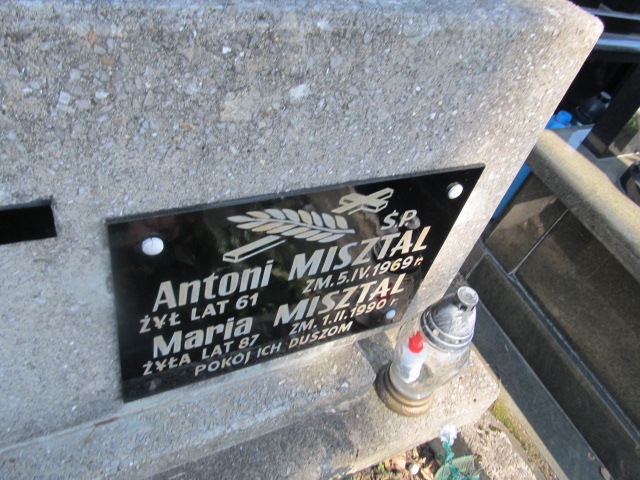 Ś.P.
Antoni MISZTAL
ŻYŁ LAT 61 ZM. 5.IV.1969 r.
Maria MISZTAL
ŻYŁA LAT 87 ZM. 1.II.1990 r.
POKÓJ ICH DUSZOM